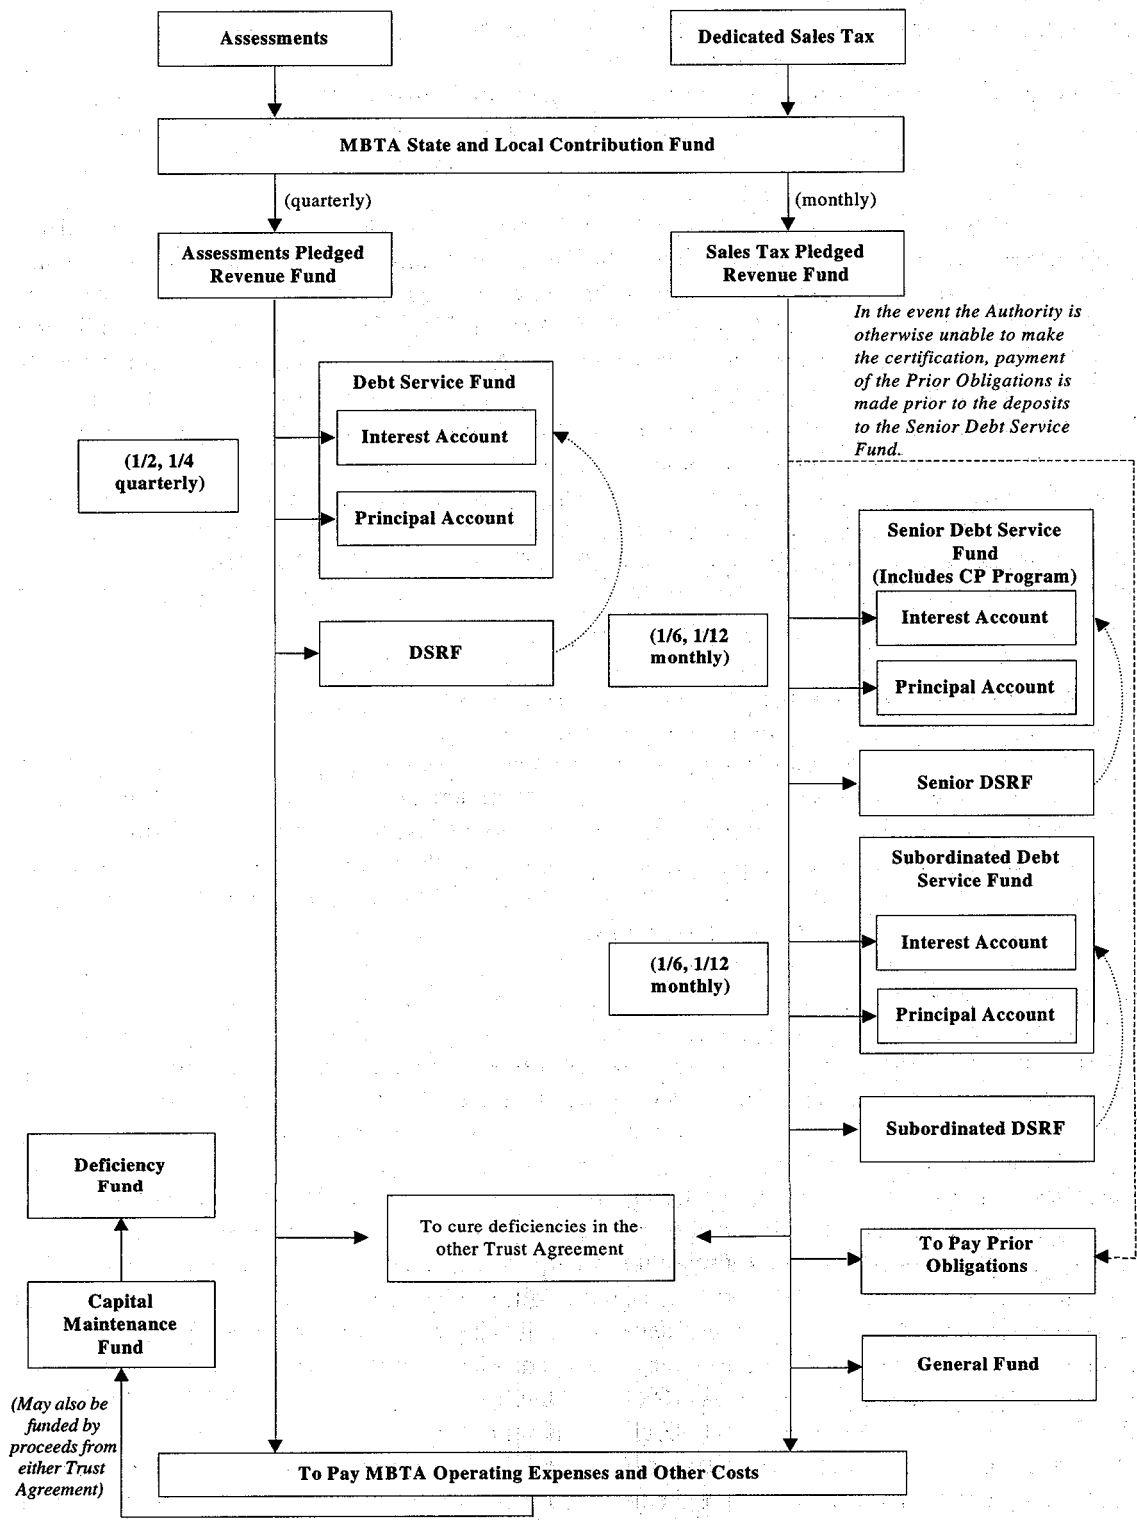 Assessments
Dedicated Sales Tax
MBTA State and Local Contribution Fund
(quarterly)
(monthly)
Assessments Pledged
Revenue Fund
Sales Tax Pledged
Revenue Fund
In the event the Authority is
otherwise unable to make
the certification, payment
of the Prior Obligations is
made prior to the deposits
to the Senior Debt Service
Fund.
Debt Service Fund
Interest Account
(1/2, 1/4
quarterly)
Principal Account
DSRF
Senior Debt Service
Fund
(Includes CP Program)
Interest Account
(1/6, 1/12
monthly)
Principal Account
Senior DSRF
Subordinated Debt
Service Fund
Interest Account
(1/6, 1/12
monthly)
Principal Account
Subordinated DSRF
Deficiency
Fund
To cure deficiencies in the
other Trust Agreement
To Pay Prior
Obligations
Capital
Maintenance
Fund
General Fund
(May also be
funded by
proceeds from
either Trust
Agreement)
To Pay MBTA Operating Expenses and Other Costs